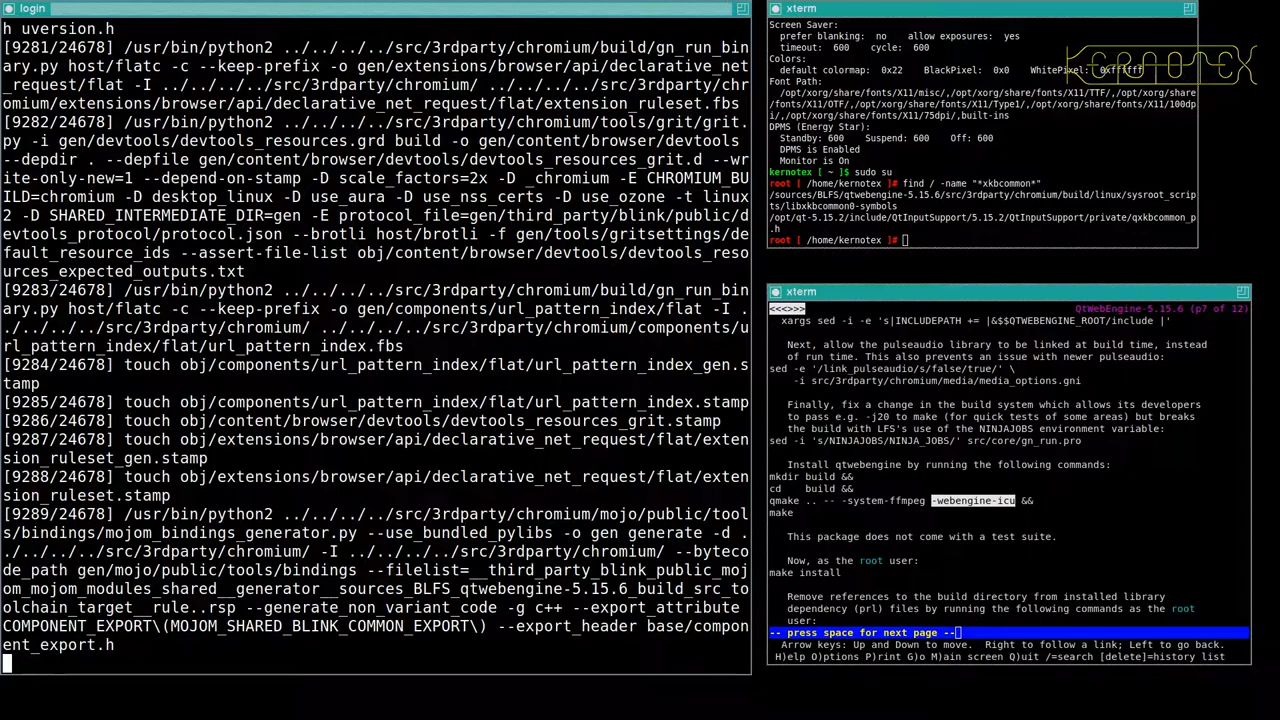 login
h uversion.h
[9281/24678] /usr/bin/python2 ../../../../src/3rdparty/chromium/build/gn_run_bin
ary.py host/flatc -c --keep-prefix -o gen/extensions/browser/api/declarative_net
_request/flat -I ../../../../src/3rdparty/chromium/ ../../../../src/3rdparty/chr
omium/extensions/browser/api/declarative_net_request/flat/extension_ruleset.fbs
[9282/24678] /usr/bin/python2 ../../../../src/3rdparty/chromium/tools/grit/grit.
py -i gen/devtools/devtools_resources.grd build -o gen/content/browser/devtools
--depdir . --depfile gen/content/browser/devtools/devtools_resources_grit.d --wr
ite-only-new=1 --depend-on-stamp -D scale_factors=2x -D _chromium -E CHROMIUM_BU
ILD=chromium -D desktop_linux -D use_aura -D use_nss_certs -D use_ozone -t linux
2 -D SHARED_INTERMEDIATE_DIR=gen -E protocol_file=gen/third_party/blink/public/d
evtools_protocol/protocol.json --brotli host/brotli -f gen/tools/gritsettings/de
fault_resource_ids --assert-file-list obj/content/browser/devtools/devtools_reso
urces_expected_outputs.txt
[9283/24678] /usr/bin/python2 ../../../../src/3rdparty/chromium/build/gn_run_bin
ary.py host/flatc -c --keep-prefix -o gen/components/url_pattern_index/flat -I .
./../../../src/3rdparty/chromium/ ../../../../src/3rdparty/chromium/components/u
rl_pattern_index/flat/url_pattern_index.fbs
[9284/24678] touch obj/components/url_pattern_index/flat/url_pattern_index_gen.s
tamp
[9285/24678] touch obj/components/url_pattern_index/flat/url_pattern_index.stamp
[9286/24678] touch obj/content/browser/devtools/devtools_resources_grit.stamp
[9287/24678] touch obj/extensions/browser/api/declarative_net_request/flat/exten
sion_ruleset_gen.stamp
[9288/24678] touch obj/extensions/browser/api/declarative_net_request/flat/exten
sion_ruleset.stamp
[9289/24678] /usr/bin/python2 ../../../../src/3rdparty/chromium/mojo/public/tool
s/bindings/mojom_bindings_generator.py --use_bundled_pylibs -o gen generate -d .
./../../../src/3rdparty/chromium/ -I ../../../../src/3rdparty/chromium/ --byteco
de_path gen/mojo/public/tools/bindings --filelist=__third_party_blink_public_moj
om_mojom_modules_shared__generator__sources_BLFS_qtwebengine-5.15.6_build_src_to
olchain_target__rule..rsp --generate_non_variant_code -g c++ --export_attribute
COMPONENT_EXPORT\(MOJOM_SHARED_BLINK_COMMON_EXPORT\) --export_header base/compon
ent_export.h
xterm
Screen Saver:
prefer blanking: no allow exposures: yes
timeout: 600 cycle: 600
Colors:
default colormap: 0x22 BlackPixel: 0x0 WhitePixel: 0xffffff
Font Path:
/opt/xorg/share/fonts/X11/misc/,/opt/xorg/share/fonts/X11/TTF/,/opt/xorg/share/
fonts/X11/OTF/,/opt/xorg/share/fonts/X11/Type1/,/opt/xorg/share/fonts/X11/100dp
i/,/opt/xorg/share/fonts/X11/75dpi/,built-ins
DPMS (Energy Star):
Standby: 600 Suspend: 600 Off: 600
DPMS is Enabled
Monitor is On
kernotex [ ~ ]$ sudo su
root [ /home/kernotex ]# find / -name "*xkbcommon*"
/sources/BLFS/qtwebengine-5.15.6/src/3rdparty/chromium/build/linux/sysroot_scrip
ts/libxkbcommon0-symbols
/opt/qt-5.15.2/include/QtInputSupport/5.15.2/QtInputSupport/private/qxkbcommon_p
.h
root [ /home/kernotex ]#
KERNOTEX
xterm
<<<>>> QtWebEngine-5.15.6 (p7 of 12)
xargs sed -i -e 's|INCLUDEPATH += |&$$QTWEBENGINE_ROOT/include |'
Next, allow the pulseaudio library to be linked at build time, instead
of run time. This also prevents an issue with newer pulseaudio:
sed -e '/link_pulseaudio/s/false/true/' \
-i src/3rdparty/chromium/media/media_options.gni
Finally, fix a change in the build system which allows its developers
to pass e.g. -j20 to make (for quick tests of some areas) but breaks
the build with LFS's use of the NINJAJOBS environment variable:
sed -i 's/NINJAJOBS/NINJA_JOBS/' src/core/gn_run.pro
Install qtwebengine by running the following commands:
mkdir build &&
cd build &&
qmake .. -- -system-ffmpeg -webengine-icu &&
make
This package does not come with a test suite.
Now, as the root user:
make install
Remove references to the build directory from installed library
dependency (prl) files by running the following commands as the root
user:
-- press space for next page --
Arrow keys: Up and Down to move. Right to follow a link; Left to go back.
H)elp O)ptions P)rint G)o M)ain screen Q)uit /=search [delete]=history list